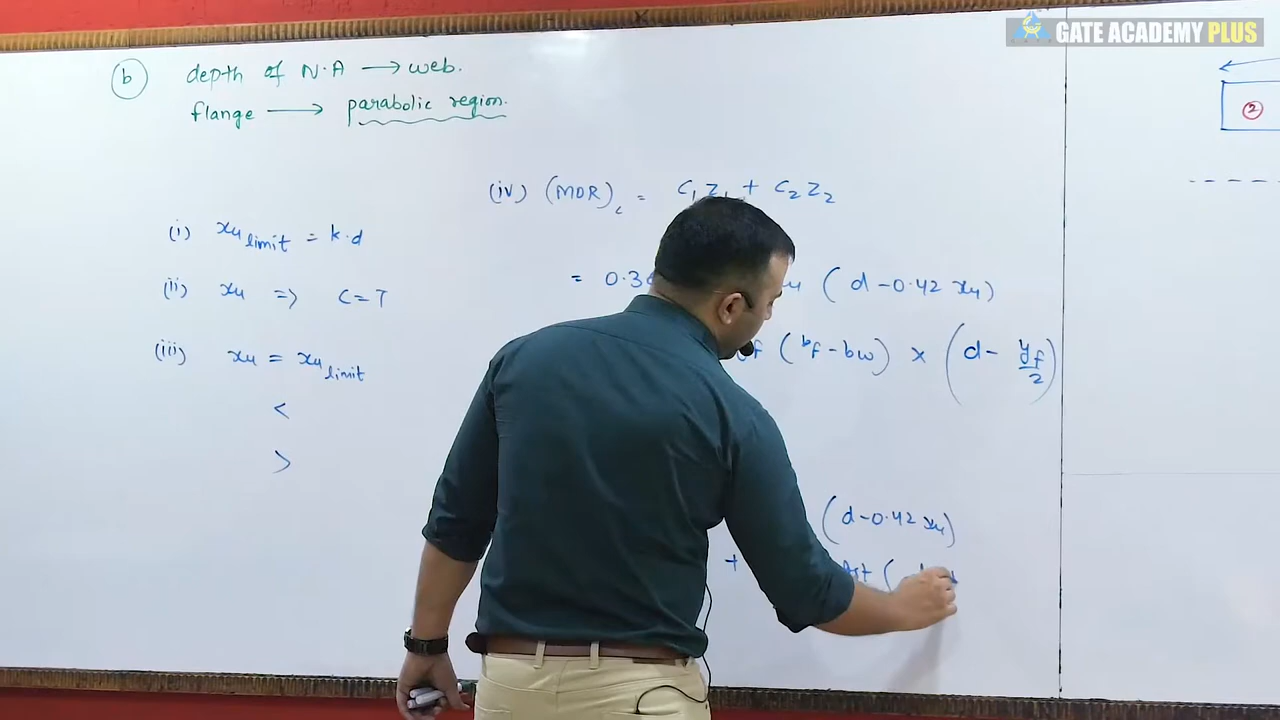 GATE ACADEMY PLUS
b depth of N.A → web.
flange → parabolic region.
(i) xu limit = k.d
(ii) xu => C=T
(iii) xu = xu limit
<
>
(iv) (MOR)c = C1Z1 + C2Z2
= 0.36 ( d-0.42 xu)
(bf-bw) × (d- yf/2)
(d-0.42 xu)
+ Ast (
2